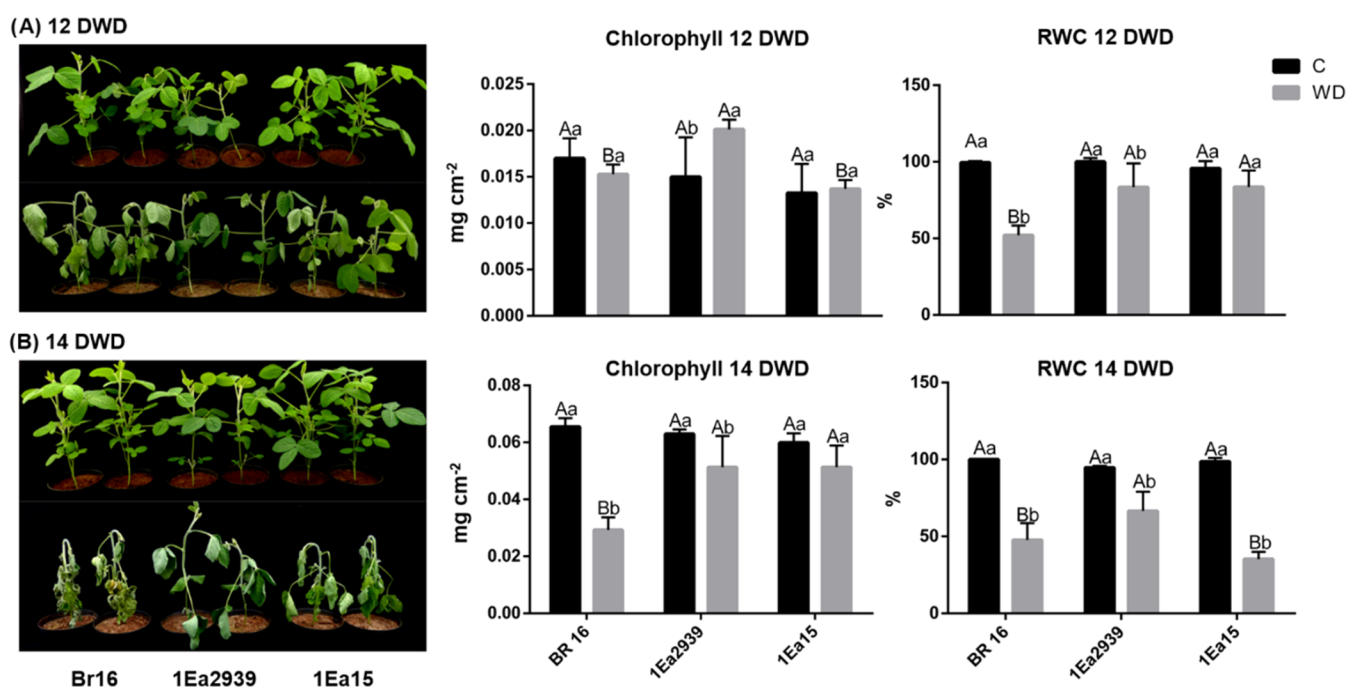 (A) 12 DWD
Chlorophyll 12 DWD
RWC 12 DWD
C
WD
mg cm-2
0.025
0.020
0.015
0.010
0.005
0.000
Aa
Ba
Ab
Aa
Aa
Ba
%
150
100
50
0
Aa
Bb
Aa
Ab
Aa
Aa
(B) 14 DWD
Chlorophyll 14 DWD
RWC 14 DWD
mg cm-2
0.08
0.06
0.04
0.02
0.00
Aa
Bb
Aa
Ab
Aa
Aa
BR 16
1Ea2939
1Ea15
%
150
100
50
0
Aa
Bb
Aa
Ab
Aa
Bb
BR 16
1Ea2939
1Ea15
Br16
1Ea2939
1Ea15